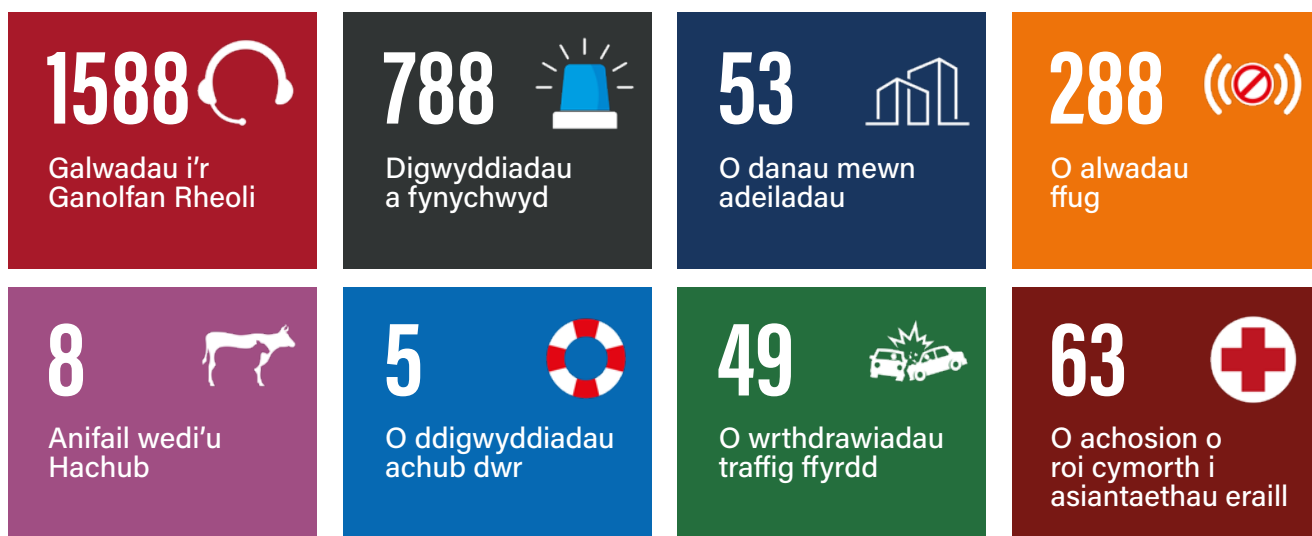 1588
Galwadau i'r
Ganolfan Rheoli
788
Digwyddiadau
a fynychwyd
53
O danau mewn
adeiladau
288
O alwadau
ffug
8
Anifail wedi'u
Hachub
5
O ddigwyddiadau
achub dwr
49
O wrthdrawiadau
traffig ffyrdd
63
O achosion o
roi cymorth i
asiantaethau eraill